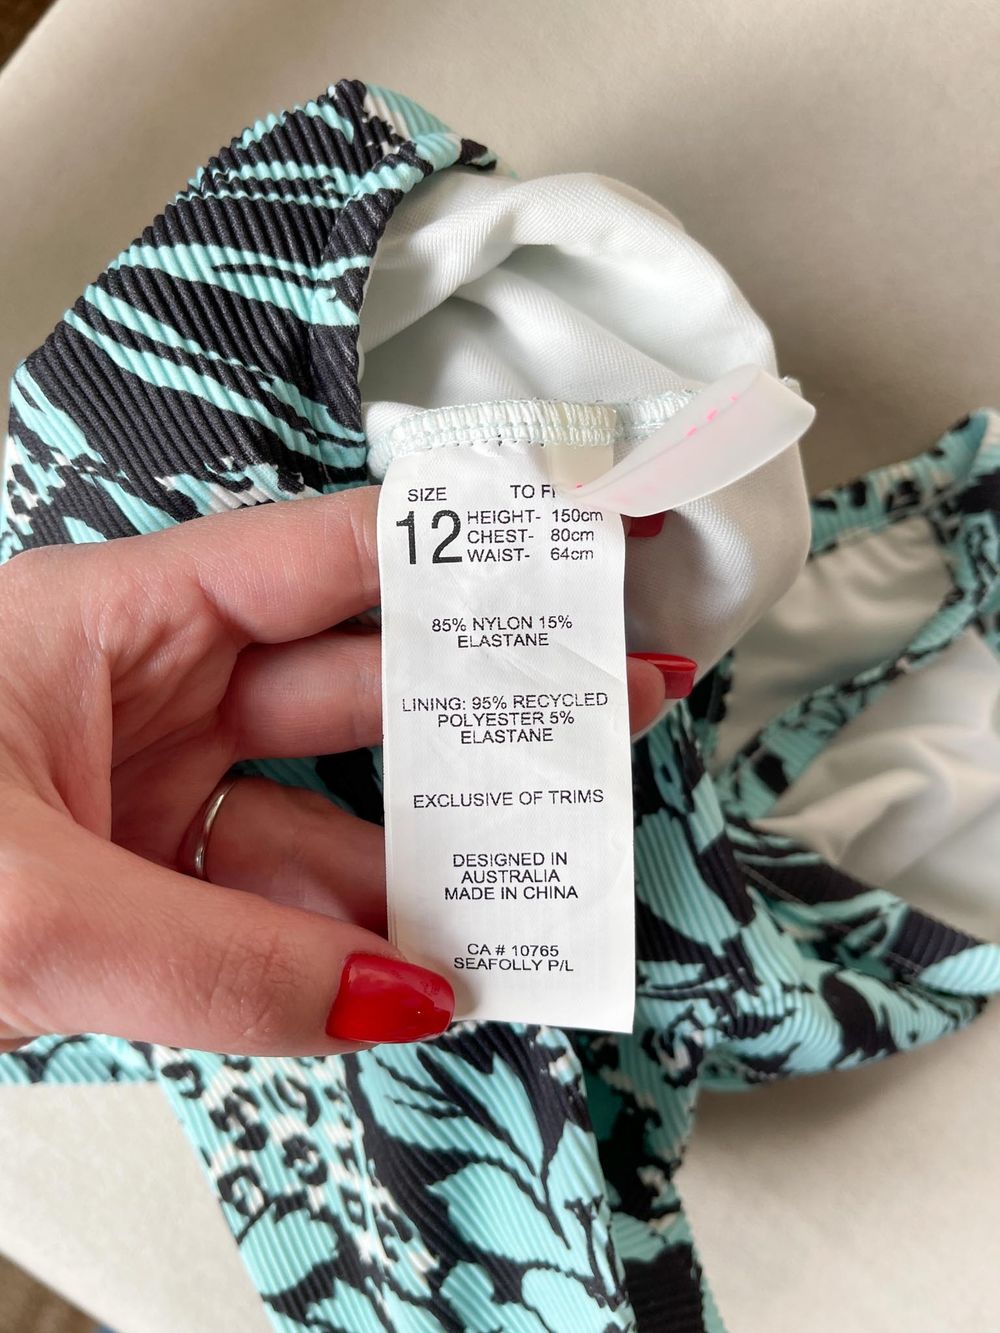 SIZE TO
12
HEIGHT- 150cm
CHEST- 80cm
WAIST- 64cm
85% NYLON 15%
ELASTANE
LINING: 95% RECYCLED
POLYESTER 5%
ELASTANE
EXCLUSIVE OF TRIMS
DESIGNED IN
AUSTRALIA
MADE IN CHINA
CA # 10765
SEAFOLLY P/L